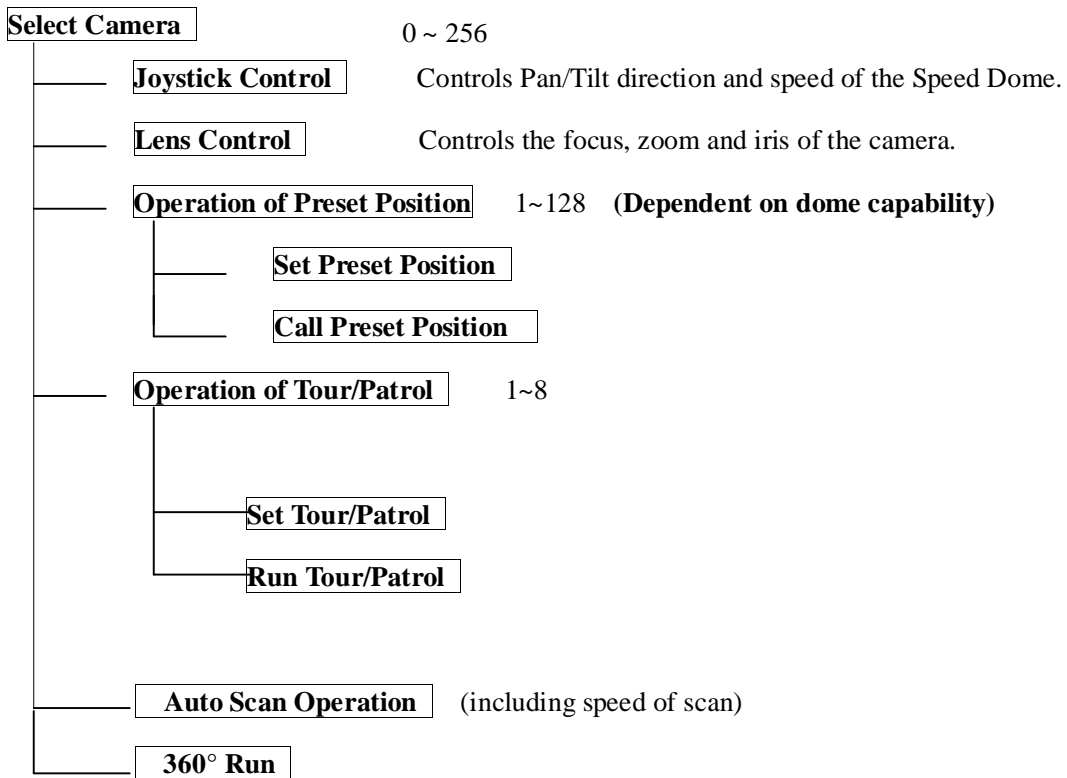 Select Camera 0 ~ 256
Joystick Control Controls Pan/Tilt direction and speed of the Speed Dome.
Lens Control Controls the focus, zoom and iris of the camera.
Operation of Preset Position 1~128 (Dependent on dome capability)
Set Preset Position
Call Preset Position
Operation of Tour/Patrol 1~8
Set Tour/Patrol
Run Tour/Patrol
Auto Scan Operation (including speed of scan)
360° Run